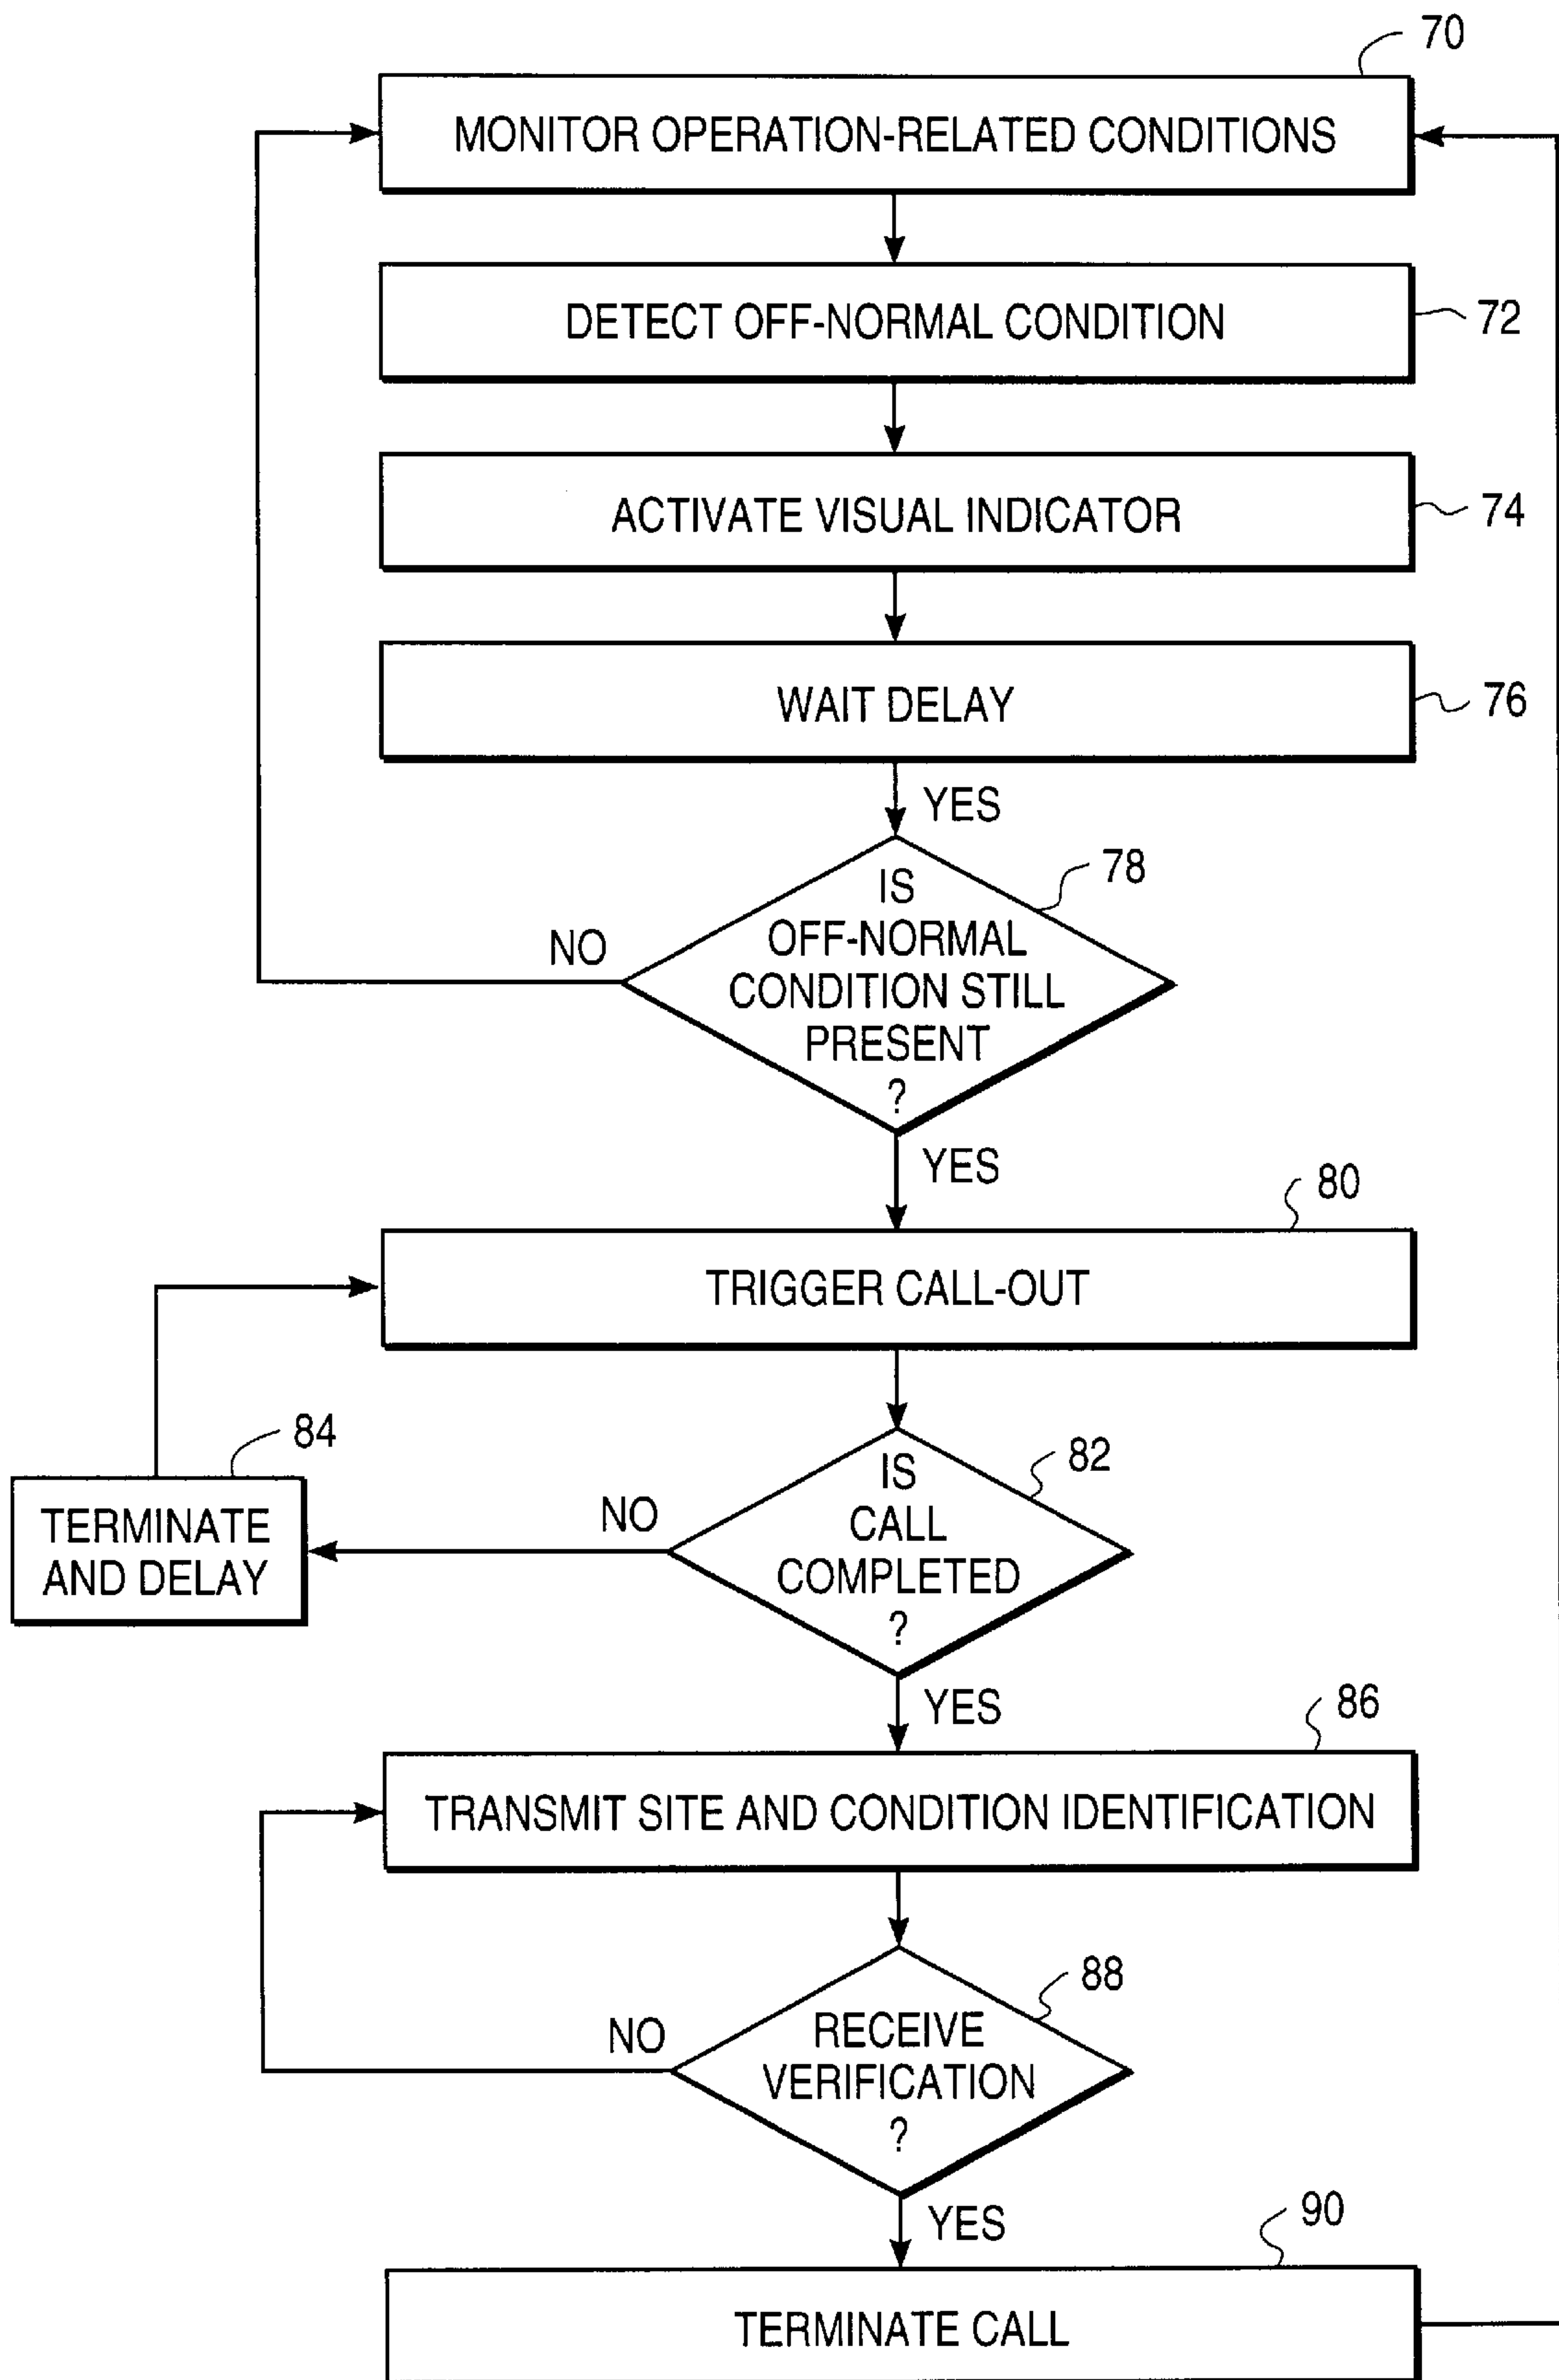 70
MONITOR OPERATION-RELATED CONDITIONS
DETECT OFF-NORMAL CONDITION
72
ACTIVATE VISUAL INDICATOR
74
WAIT DELAY
76
YES
78
IS
OFF-NORMAL
CONDITION STILL
PRESENT
?
NO
YES
80
TRIGGER CALL-OUT
84
TERMINATE
AND DELAY
NO
82
IS
CALL
COMPLETED
?
YES
86
TRANSMIT SITE AND CONDITION IDENTIFICATION
88
NO
RECEIVE
VERIFICATION
?
YES
90
TERMINATE CALL